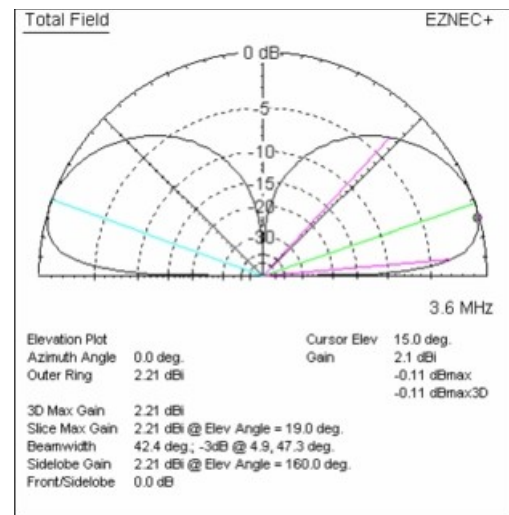 Total Field
EZNEC+
0 dB
-5
-10
-15
-20
-30
3.6 MHz
Elevation Plot
Cursor Elev 15.0 deg.
Azimuth Angle 0.0 deg.
Gain 2.1 dBi
Outer Ring 2.21 dBi
-0.11 dBmax
-0.11 dBmax3D
3D Max Gain 2.21 dBi
Slice Max Gain 2.21 dBi @ Elev Angle = 19.0 deg.
Beamwidth 42.4 deg.; -3dB @ 4.9, 47.3 deg.
Sidelobe Gain 2.21 dBi @ Elev Angle = 160.0 deg.
Front/Sidelobe 0.0 dB